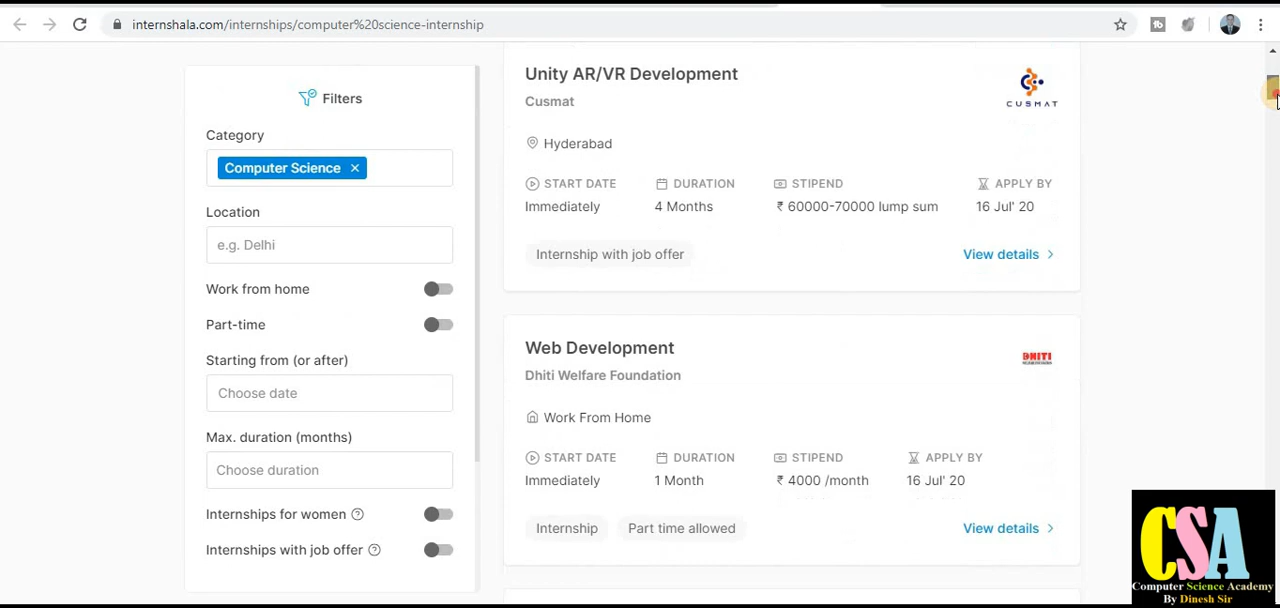 internshala.com/internships/computer%20science-internship
Filters
Category
Computer Science ×
Location
e.g. Delhi
Work from home
Part-time
Starting from (or after)
Choose date
Max. duration (months)
Choose duration
Internships for women
Internships with job offer
Unity AR/VR Development
Cusmat
CUSMAT
Hyderabad
START DATE DURATION STIPEND APPLY BY
Immediately 4 Months ₹ 60000-70000 lump sum 16 Jul' 20
Internship with job offer View details
Web Development
Dhiti Welfare Foundation
DHITI
Work From Home
START DATE DURATION STIPEND APPLY BY
Immediately 1 Month ₹ 4000 /month 16 Jul' 20
Internship Part time allowed View details
CSA
Computer Science Academy
By Dinesh Sir